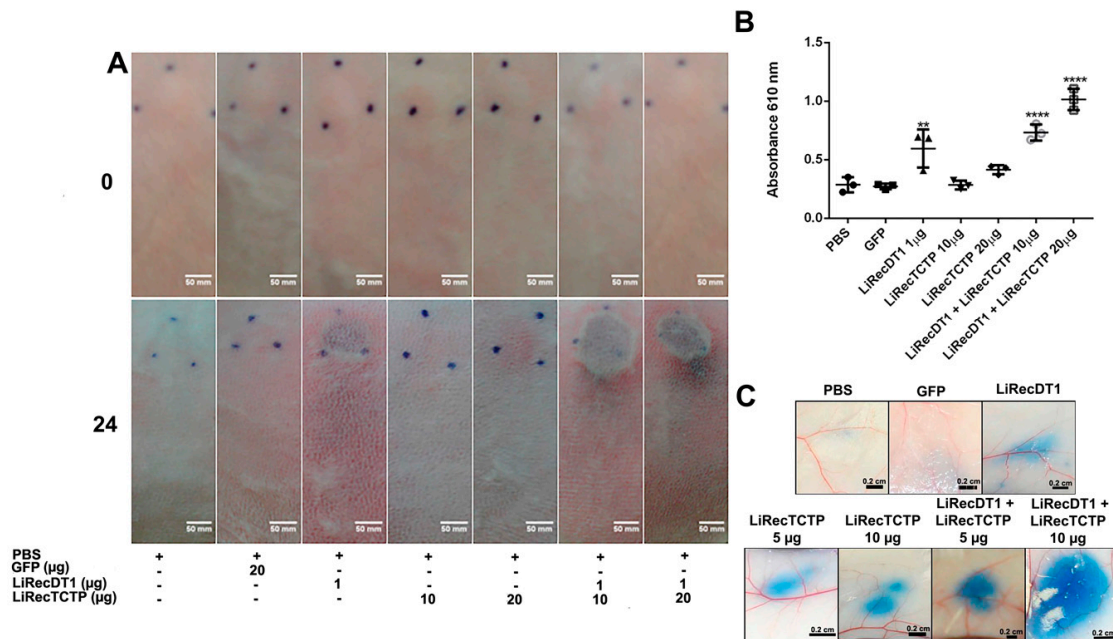 A
0
50 mm
50 mm
50 mm
50 mm
50 mm
50 mm
50 mm
24
50 mm
50 mm
50 mm
50 mm
50 mm
50 mm
50 mm
PBS + + + + + + +
GFP (µg) - 20 - - - - -
LiRecDT1 (µg) - - 1 - - 1 1
LiRecTCTP (µg) - - - 10 20 10 20
B
Absorbance 610 nm
1.5
1.0
0.5
0.0
**
****
****
PBS
GFP
LiRecDT1 1µg
LiRecTCTP 10µg
LiRecTCTP 20µg
LiRecDT1 + LiRecTCTP 10µg
LiRecDT1 + LiRecTCTP 20µg
C
PBS
GFP
LiRecDT1
0.2 cm
0.2 cm
0.2 cm
LiRecTCTP
5 µg
LiRecTCTP
10 µg
LiRecDT1 +
LiRecTCTP
5 µg
LiRecDT1 +
LiRecTCTP
10 µg
0.2 cm
0.2 cm
0.2 cm
0.2 cm